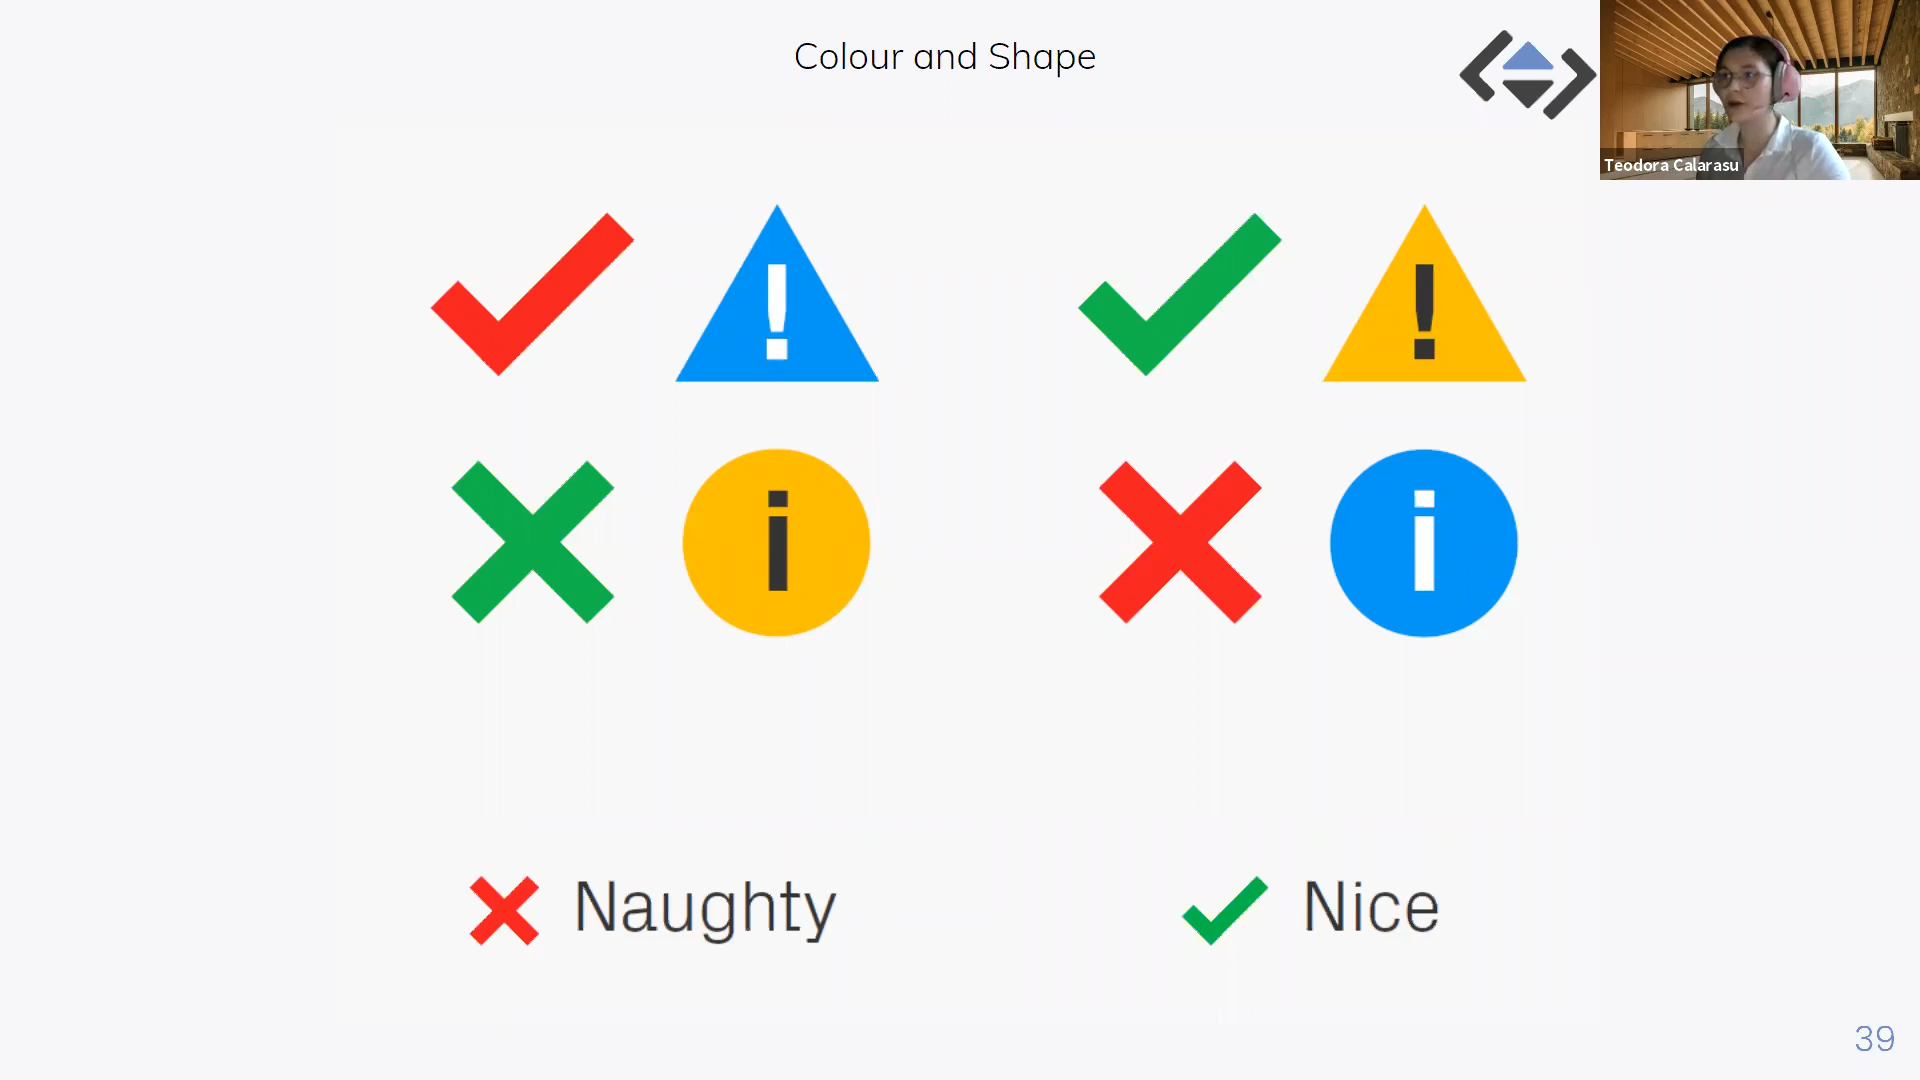 Colour and Shape
Teodora Calarasu
! !
i i
Naughty Nice
39